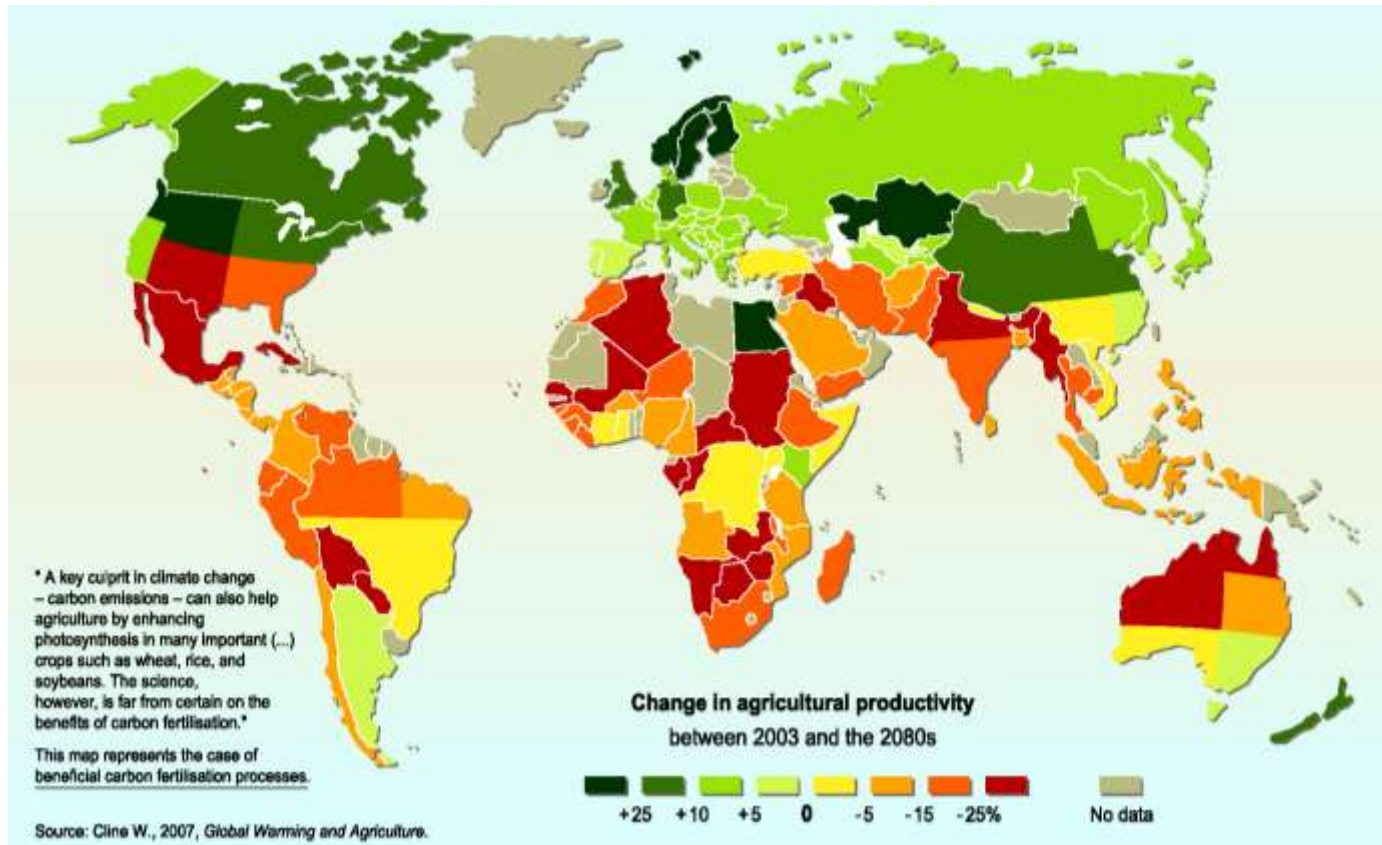 " A key culprit in climate change
– carbon emissions – can also help
agriculture by enhancing
photosynthesis in many important (...)
crops such as wheat, rice, and
soybeans. The science,
however, is far from certain on the
benefits of carbon fertilisation."
This map represents the case of
beneficial carbon fertilisation processes.
Source: Cline W., 2007, Global Warming and Agriculture.
Change in agricultural productivity
between 2003 and the 2080s
+25 +10 +5 0 -5 -15 -25%
No data